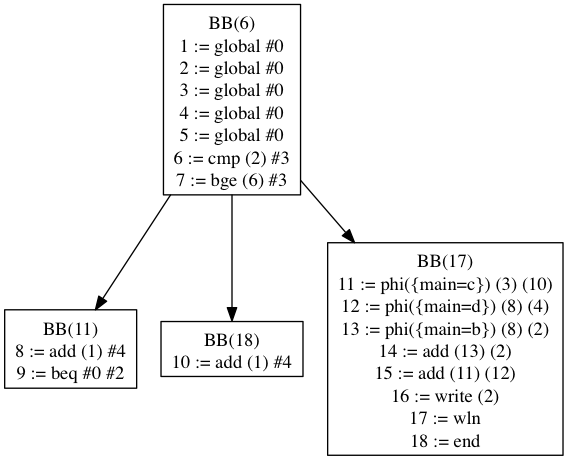 BB(6)
1 := global #0
2 := global #0
3 := global #0
4 := global #0
5 := global #0
6 := cmp (2) #3
7 := bge (6) #3
BB(11)
8 := add (1) #4
9 := beq #0 #2
BB(18)
10 := add (1) #4
BB(17)
11 := phi({main=c}) (3) (10)
12 := phi({main=d}) (8) (4)
13 := phi({main=b}) (8) (2)
14 := add (13) (2)
15 := add (11) (12)
16 := write (2)
17 := wln
18 := end